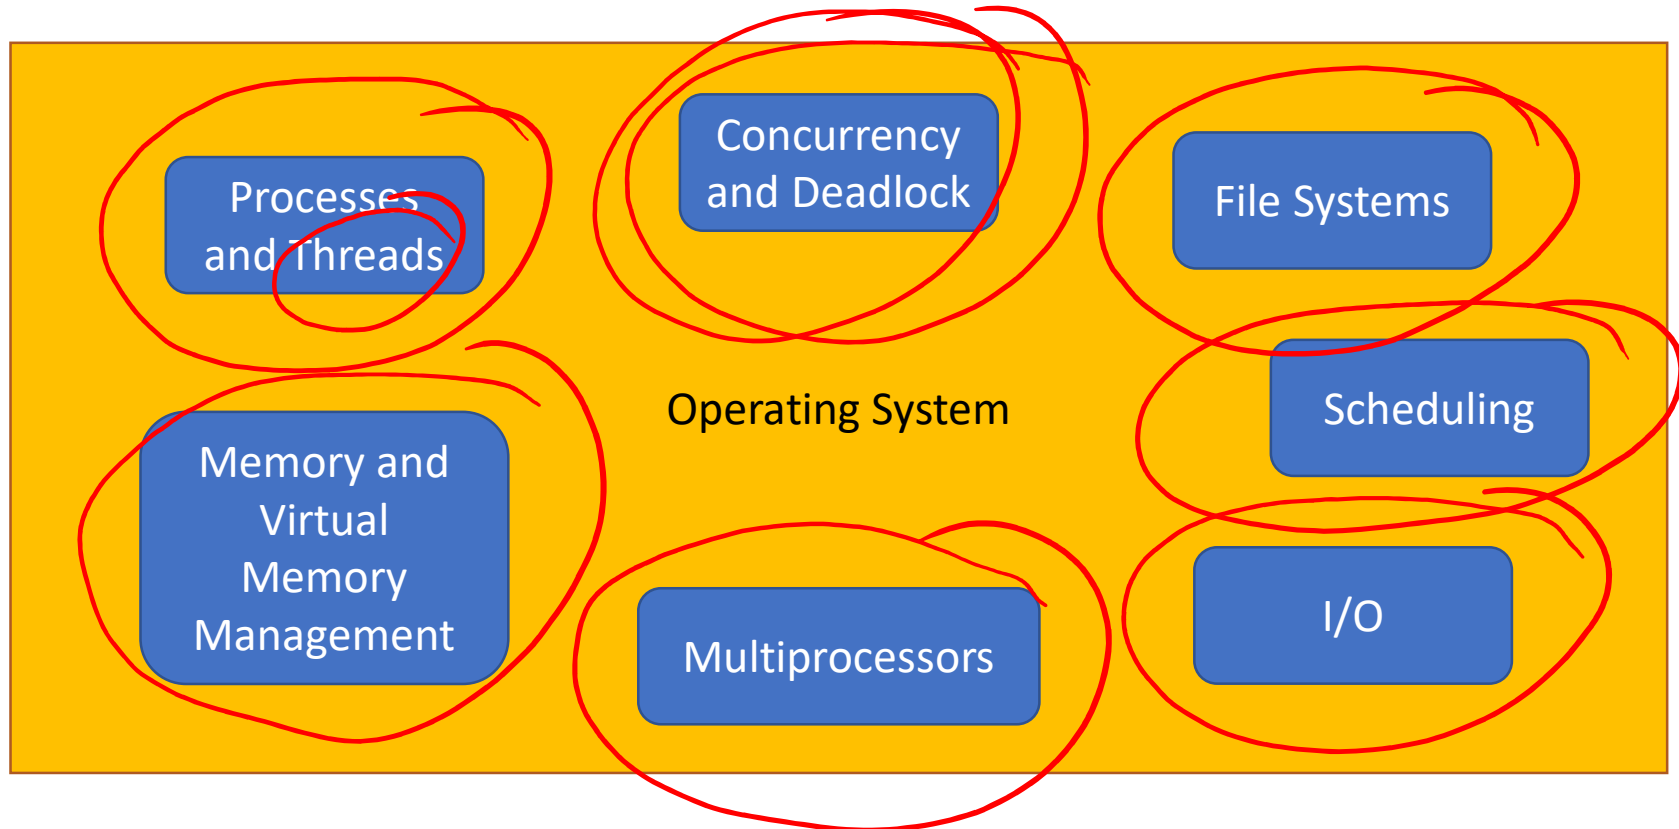 Processes
and Threads
Concurrency
and Deadlock
File Systems
Operating System
Scheduling
Memory and
Virtual
Memory
Management
Multiprocessors
I/O